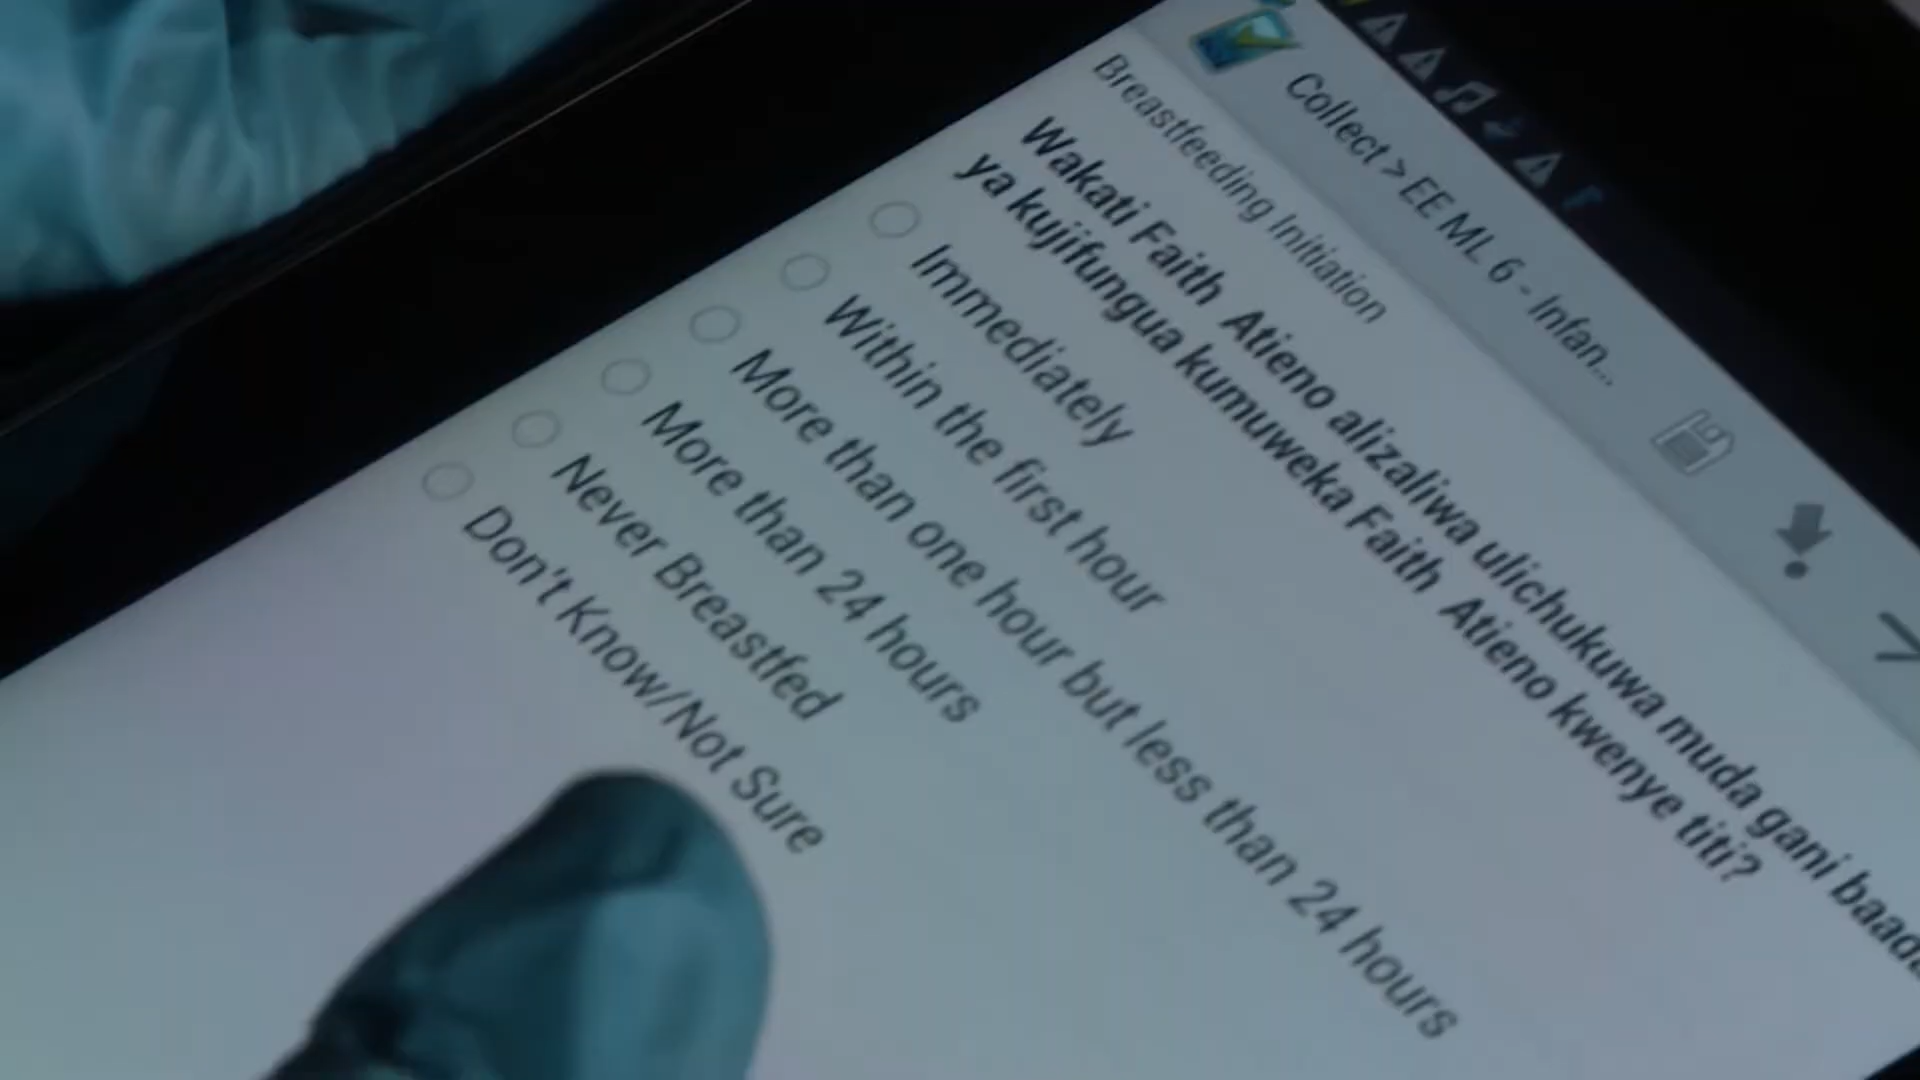 Collect > EE ML 6 - Infan...
Breastfeeding Initiation
Wakati Faith Atieno alizaliwa ulichukuwa muda gani baada
ya kujifungua kumuweka Faith Atieno kwenye titi?
Immediately
Within the first hour
More than one hour but less than 24 hours
More than 24 hours
Never Breastfed
Don't Know/Not Sure